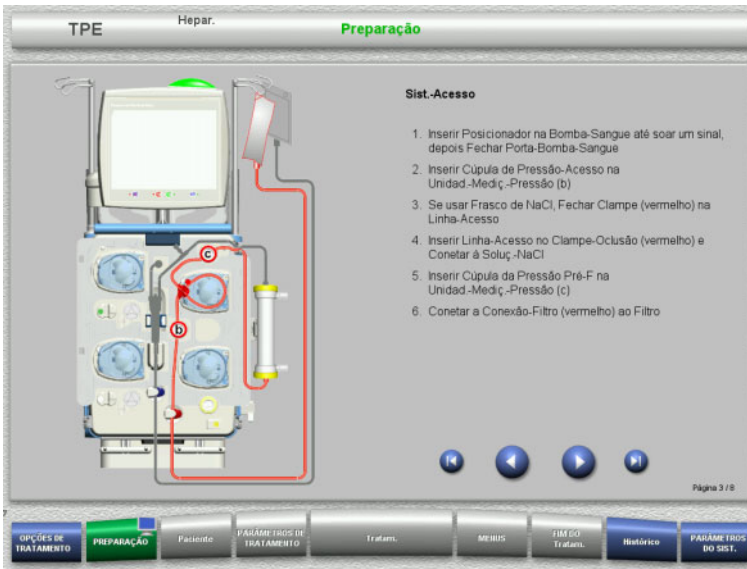 TPE
Hepar.
Preparação
Sist.-Acesso
1. Inserir Posicionador na Bomba-Sangue até soar um sinal,
depois Fechar Porta-Bomba-Sangue
2. Inserir Cúpula de Pressão-Acesso na
Unidad.-Mediç.-Pressão (b)
3. Se usar Frasco de NaCl, Fechar Clampe (vermelho) na
Linha-Acesso
4. Inserir Linha-Acesso no Clampe-Oclusão (vermelho) e
Conetar à Soluç.-NaCl
5. Inserir Cúpula da Pressão Pré-F na
Unidad.-Mediç.-Pressão (c)
6. Conetar a Conexão-Filtro (vermelho) ao Filtro
c
b
Página 3 / 8
OPÇÕES DE
TRATAMENTO
PREPARAÇÃO
Paciente
PARÂMETROS DE
TRATAMENTO
Tratam.
MENUS
FIM DO
Tratam.
Histórico
PARÂMETROS
DO SIST.